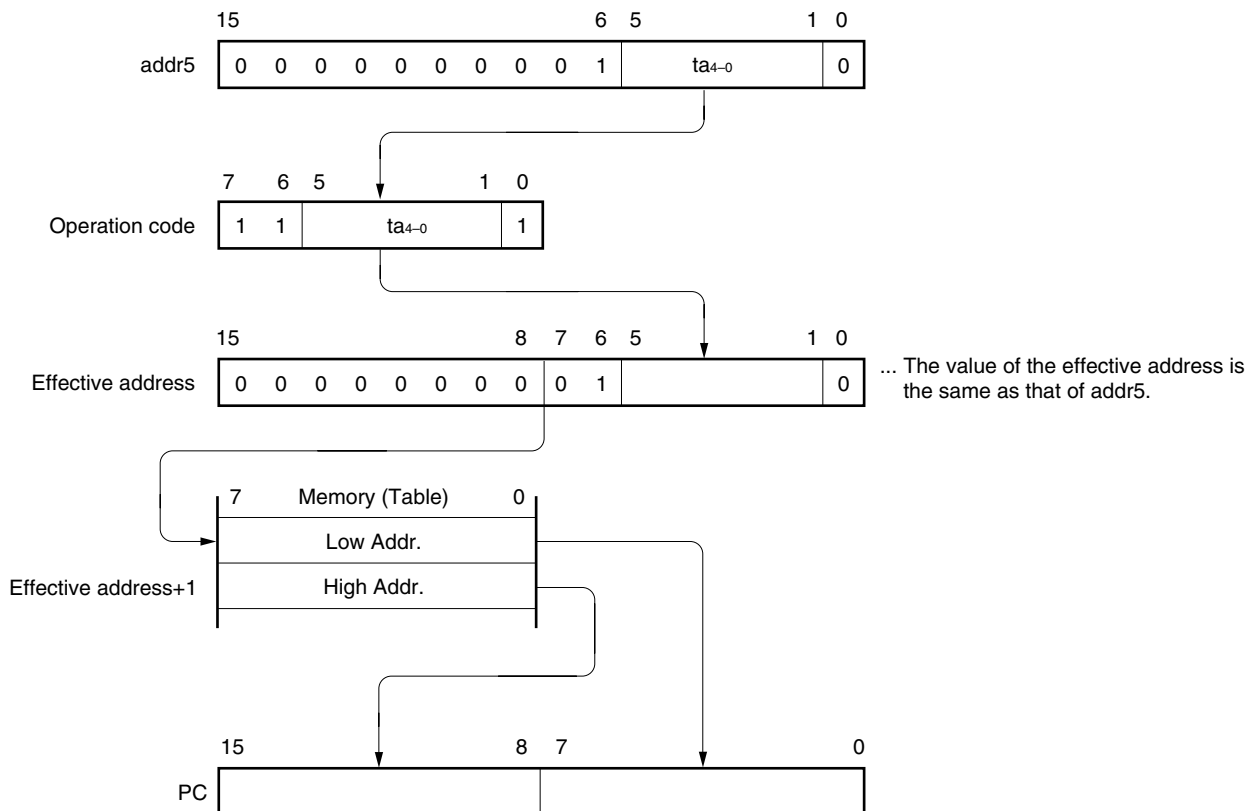 15 6 5 1 0
addr5 0 0 0 0 0 0 0 0 0 1 ta4–0 0
7 6 5 1 0
Operation code 1 1 ta4–0 1
15 8 7 6 5 1 0
Effective address 0 0 0 0 0 0 0 0 0 1 0
... The value of the effective address is
the same as that of addr5.
7 Memory (Table) 0
Low Addr.
Effective address+1 High Addr.
15 8 7 0
PC